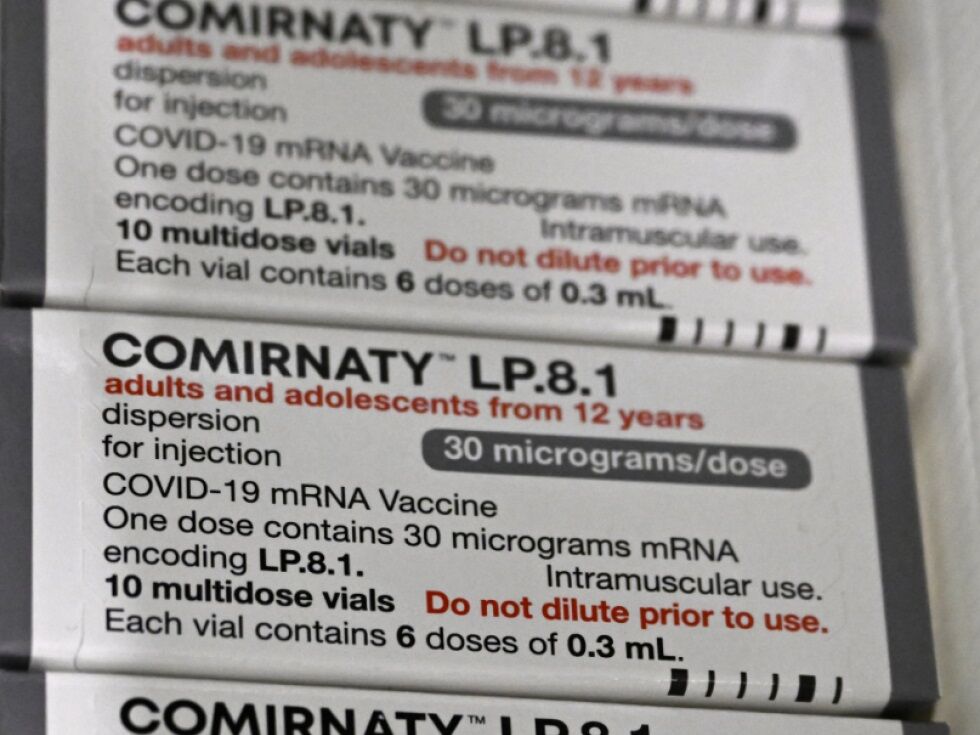 COMIRNATY™ LP.8.1
adults and adolescents from 12 years
dispersion
for injection
30 micrograms/dose
COVID-19 mRNA Vaccine
One dose contains 30 micrograms mRNA
encoding LP.8.1.
Intramuscular use.
10 multidose vials Do not dilute prior to use.
Each vial contains 6 doses of 0.3 mL.
COMIRNATY™ LP.8.1
adults and adolescents from 12 years
dispersion
for injection
30 micrograms/dose
COVID-19 mRNA Vaccine
One dose contains 30 micrograms mRNA
encoding LP.8.1.
Intramuscular use.
10 multidose vials Do not dilute prior to use.
Each vial contains 6 doses of 0.3 mL.
COMIRNATY™ LP.8.1